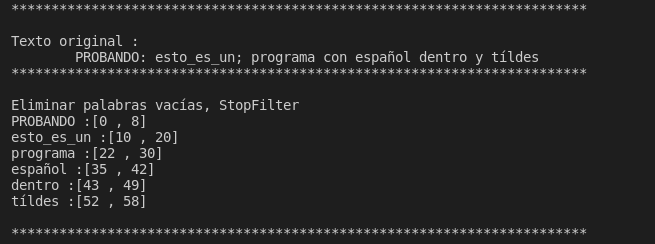 ************************************************************************
Texto original :
PROBANDO: esto_es_un; programa con español dentro y tíldes
************************************************************************
Eliminar palabras vacías, StopFilter
PROBANDO :[0 , 8]
esto_es_un :[10 , 20]
programa :[22 , 30]
español :[35 , 42]
dentro :[43 , 49]
tíldes :[52 , 58]
************************************************************************